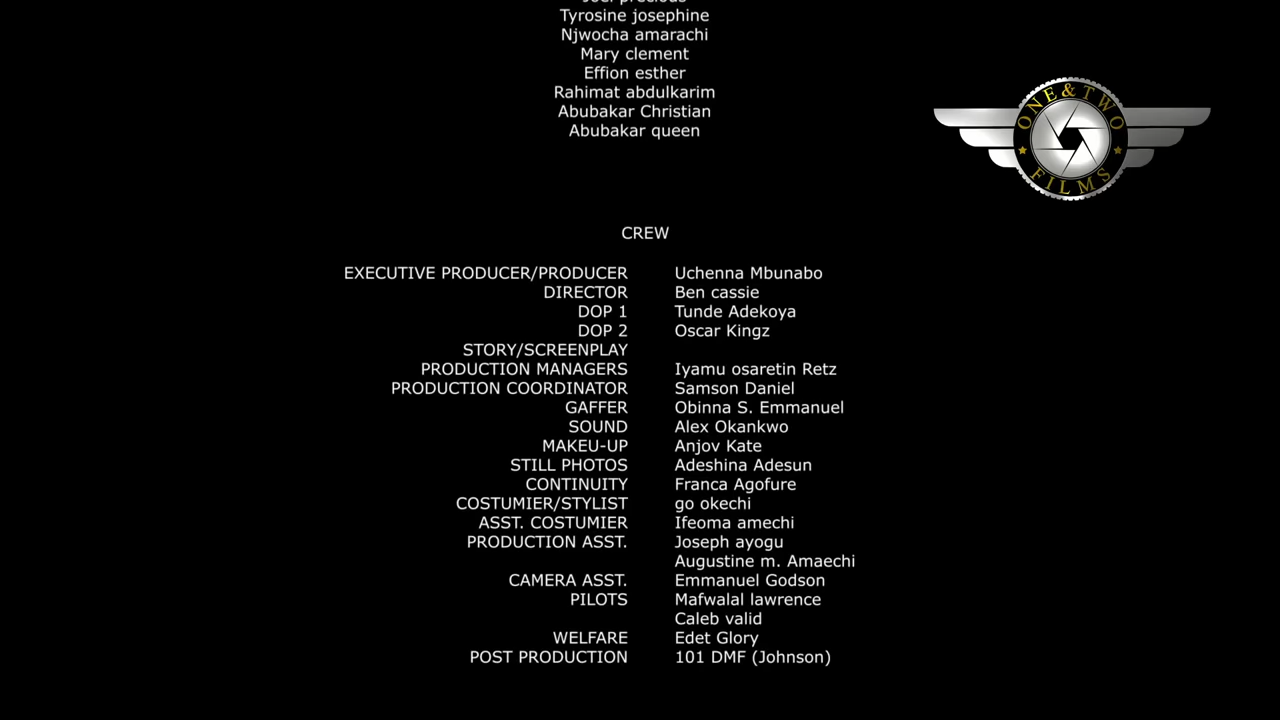 Tyrosine josephine
Njwocha amarachi
Mary clement
Effion esther
Rahimat abdulkarim
Abubakar Christian
Abubakar queen
ONE&TWO
FILMS
CREW
EXECUTIVE PRODUCER/PRODUCER Uchenna Mbunabo
DIRECTOR Ben cassie
DOP 1 Tunde Adekoya
DOP 2 Oscar Kingz
STORY/SCREENPLAY
PRODUCTION MANAGERS Iyamu osaretin Retz
PRODUCTION COORDINATOR Samson Daniel
GAFFER Obinna S. Emmanuel
SOUND Alex Okankwo
MAKEU-UP Anjov Kate
STILL PHOTOS Adeshina Adesun
CONTINUITY Franca Agofure
COSTUMIER/STYLIST go okechi
ASST. COSTUMIER Ifeoma amechi
PRODUCTION ASST. Joseph ayogu
Augustine m. Amaechi
CAMERA ASST. Emmanuel Godson
PILOTS Mafwalal lawrence
Caleb valid
WELFARE Edet Glory
POST PRODUCTION 101 DMF (Johnson)